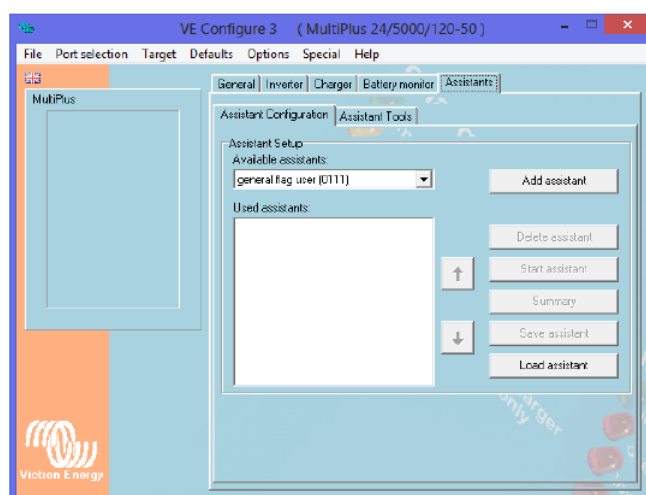 VE Configure 3 ( MultiPlus 24/5000/120-50 )
File Port selection Target Defaults Options Special Help
General Inverter Charger Battery monitor Assistants
MultiPlus
Assistant Configuration Assistant Tools
Assistant Setup
Available assistants:
general flag user (0111)
Add assistant
Used assistants:
Delete assistant
Start assistant
Summary
Save assistent
Load assistant
only
victron energy